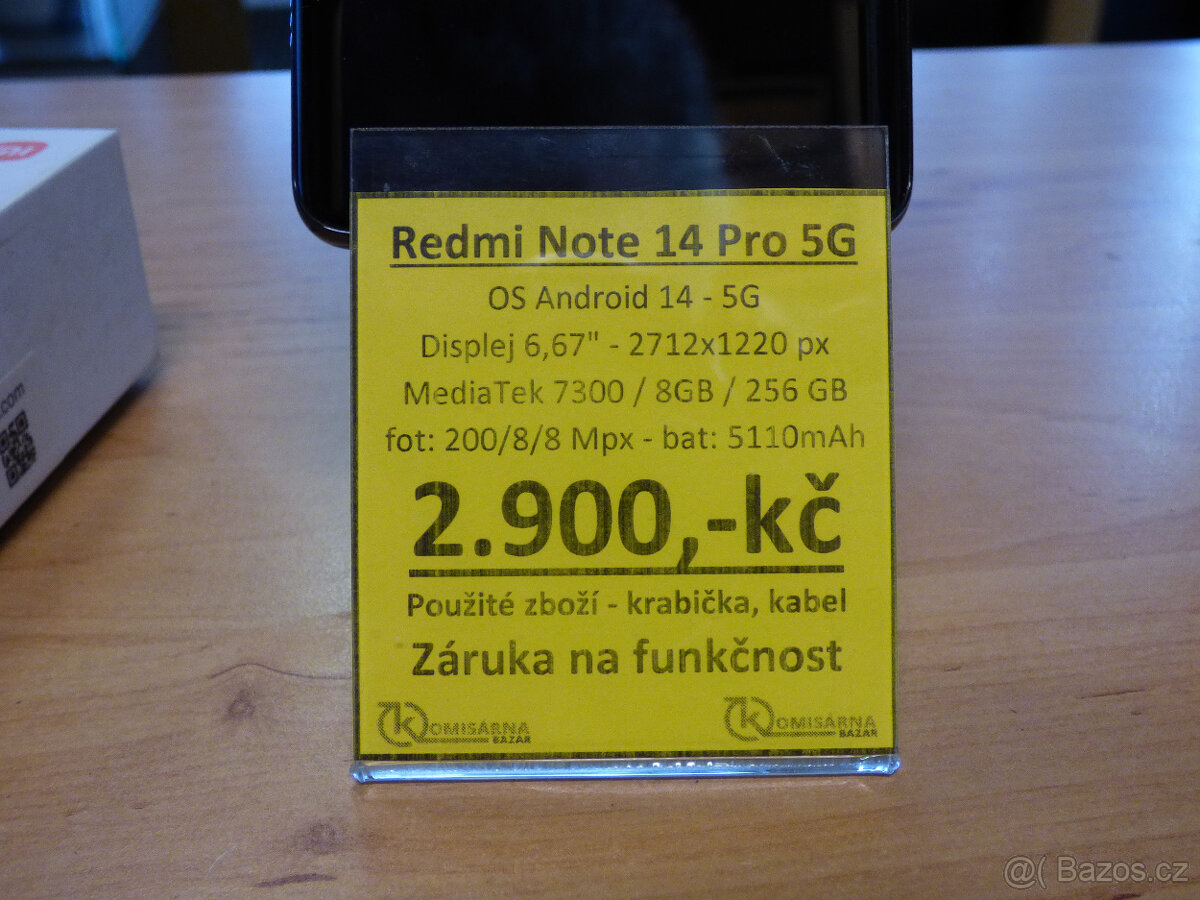 Redmi Note 14 Pro 5G
OS Android 14 - 5G
Displej 6,67" - 2712x1220 px
MediaTek 7300 / 8GB / 256 GB
fot: 200/8/8 Mpx - bat: 5110mAh
2.900,-kč
Použité zboží - krabička, kabel
Záruka na funkčnost
KOMISÁRNA
BAZAR
KOMISÁRNA
BAZAR
.com
@( Bazos.cz